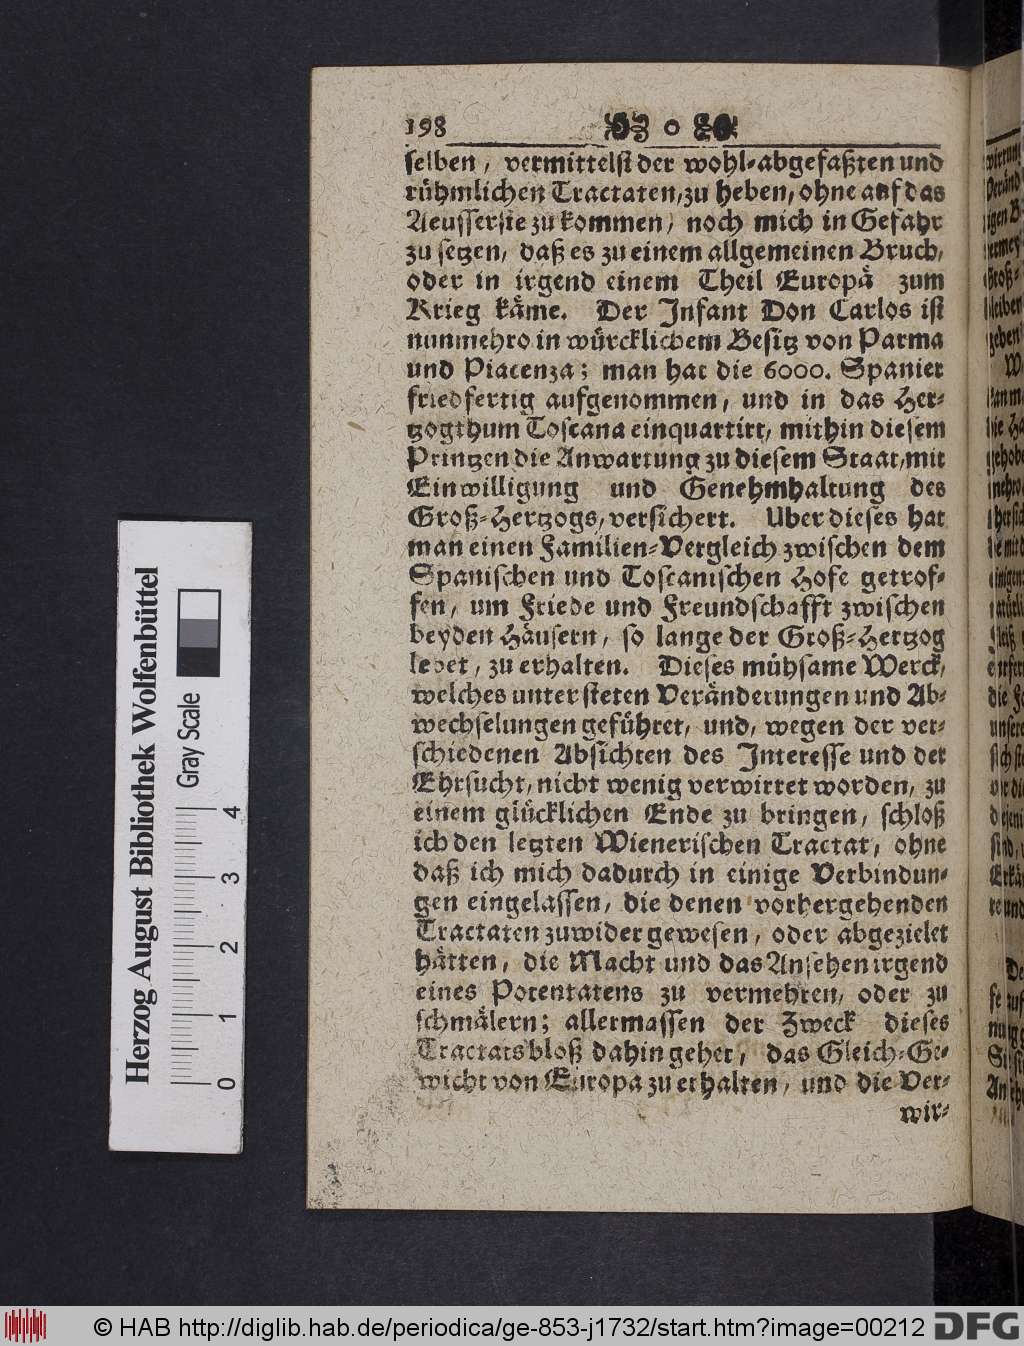 198
selben, vermittelst der wohl-abgefaßten und
rühmlichen Tractaten, zu heben, ohne auf das
Aeusserste zu kommen, noch mich in Gefahr
zu setzen, daß es zu einem allgemeinen Bruch,
oder in irgend einem Theil Europä zum
Krieg käme. Der Infant Don Carlos ist
nunmehro in würcklichem Besitz von Parma
und Piacenza; man hat die 6000. Spanier
friedfertig aufgenommen, und in das Her-
tzogthum Toscana einquartirt, mithin diesem
Printzen die Anwartung zu diesem Staat, mit
Einwilligung und Genehmhaltung des
Groß-Hertzogs, versichert. Uber dieses hat
man einen Familien-Vergleich zwischen dem
Spanischen und Toscanischen Hofe getrof-
fen, um Friede und Freundschafft zwischen
beyden Häusern, so lange der Groß-Hertzog
lebet, zu erhalten. Dieses mühsame Werck,
welches unter steten Veränderungen und Ab-
wechselungen geführet, und, wegen der ver-
schiedenen Absichten des Interesse und der
Ehrsucht, nicht wenig verwirret worden, zu
einem glücklichen Ende zu bringen, schloß
ich den letzten Wienerischen Tractat, ohne
daß ich mich dadurch in einige Verbindun-
gen eingelassen, die denen vorhergehenden
Tractaten zuwider gewesen, oder abgezielet
hätten, die Macht und das Ansehen irgend
eines Potentatens zu vermehren, oder zu
schmälern; allermassen der Zweck dieses
Tractats bloß dahin gehet, das Gleich-Ge-
wicht von Europa zu erhalten, und die Ver-
wir-
Herzog August Bibliothek Wolfenbüttel
Gray Scale
0 1 2 3 4
© HAB http://diglib.hab.de/periodica/ge-853-j1732/start.htm?image=00212
DFG